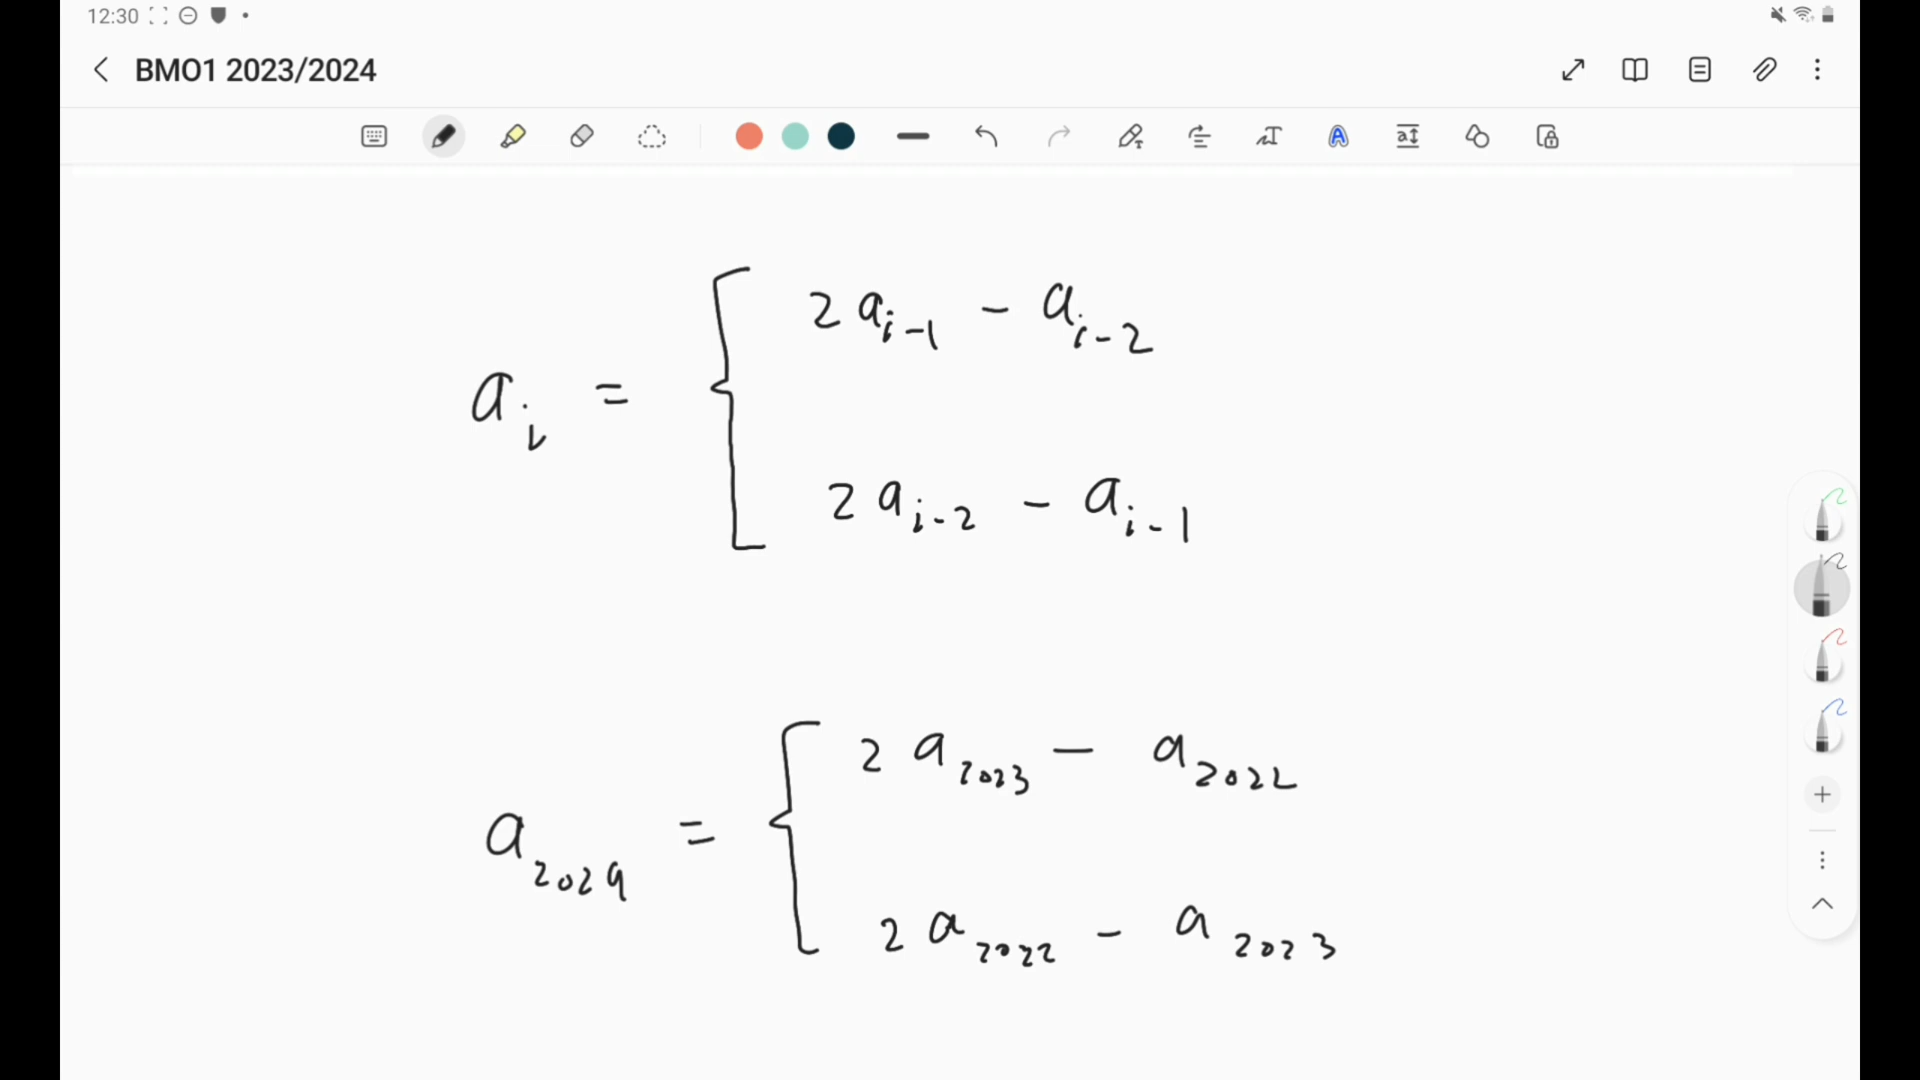 12:30
BMO1 2023/2024
a_i = { 2a_{i-1} - a_{i-2}
2a_{i-2} - a_{i-1}
a_{2024} = { 2a_{2023} - a_{2022}
2a_{2022} - a_{2023}